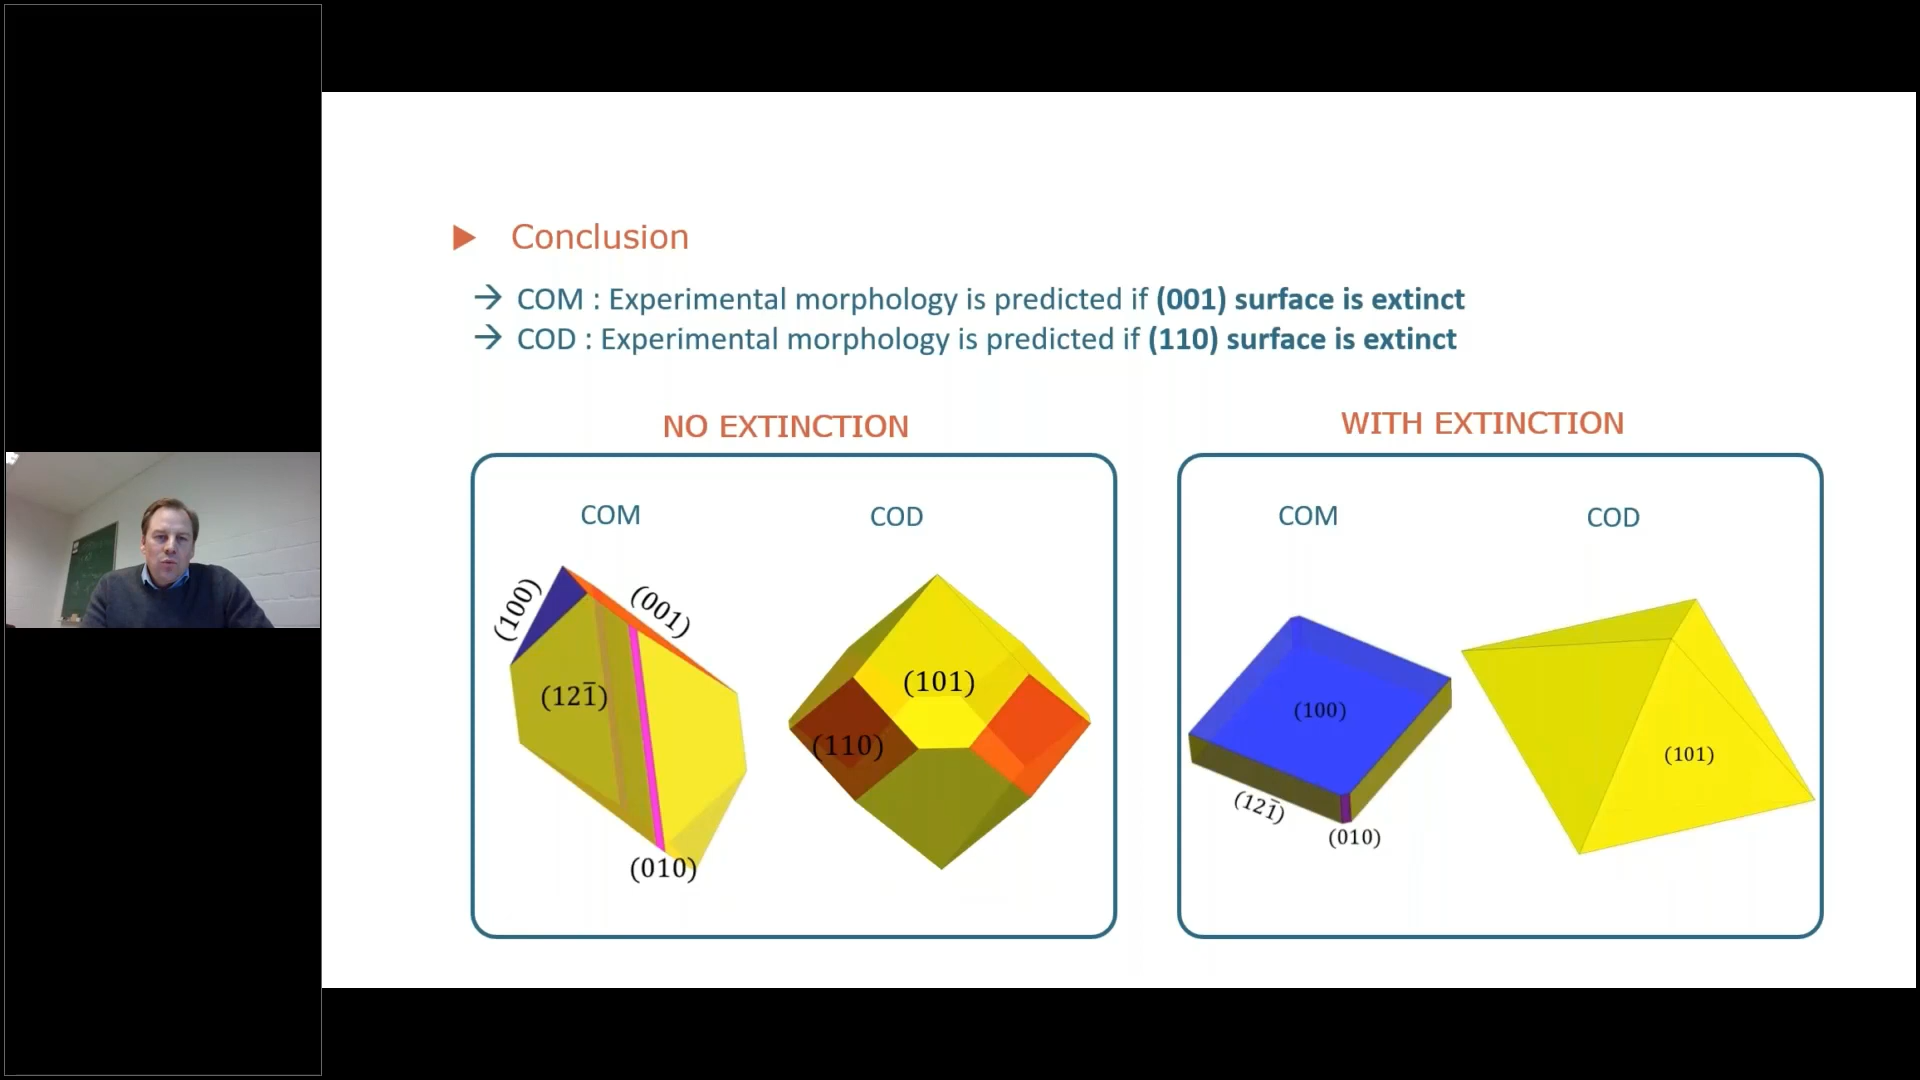 Conclusion
→ COM : Experimental morphology is predicted if (001) surface is extinct
→ COD : Experimental morphology is predicted if (110) surface is extinct
NO EXTINCTION
WITH EXTINCTION
COM
COD
(100)
(001)
(121̅)
(010)
(101)
(110)
COM
COD
(100)
(121̅)
(010)
(101)